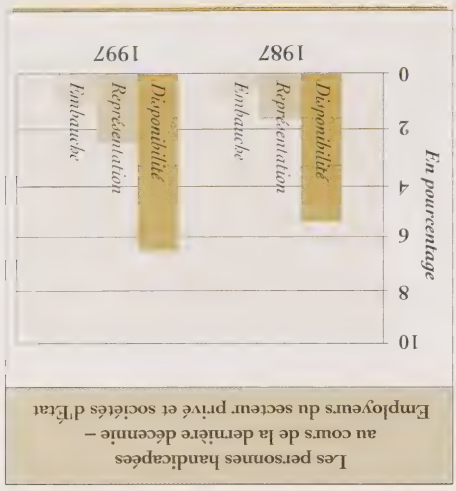 Les personnes handicapées
au cours de la dernière décennie –
Employeurs du secteur privé et sociétés d'État
En pourcentage
10
8
6
4
2
0
Disponibilité
Représentation
Embauche
Disponibilité
Représentation
Embauche
1987
1997